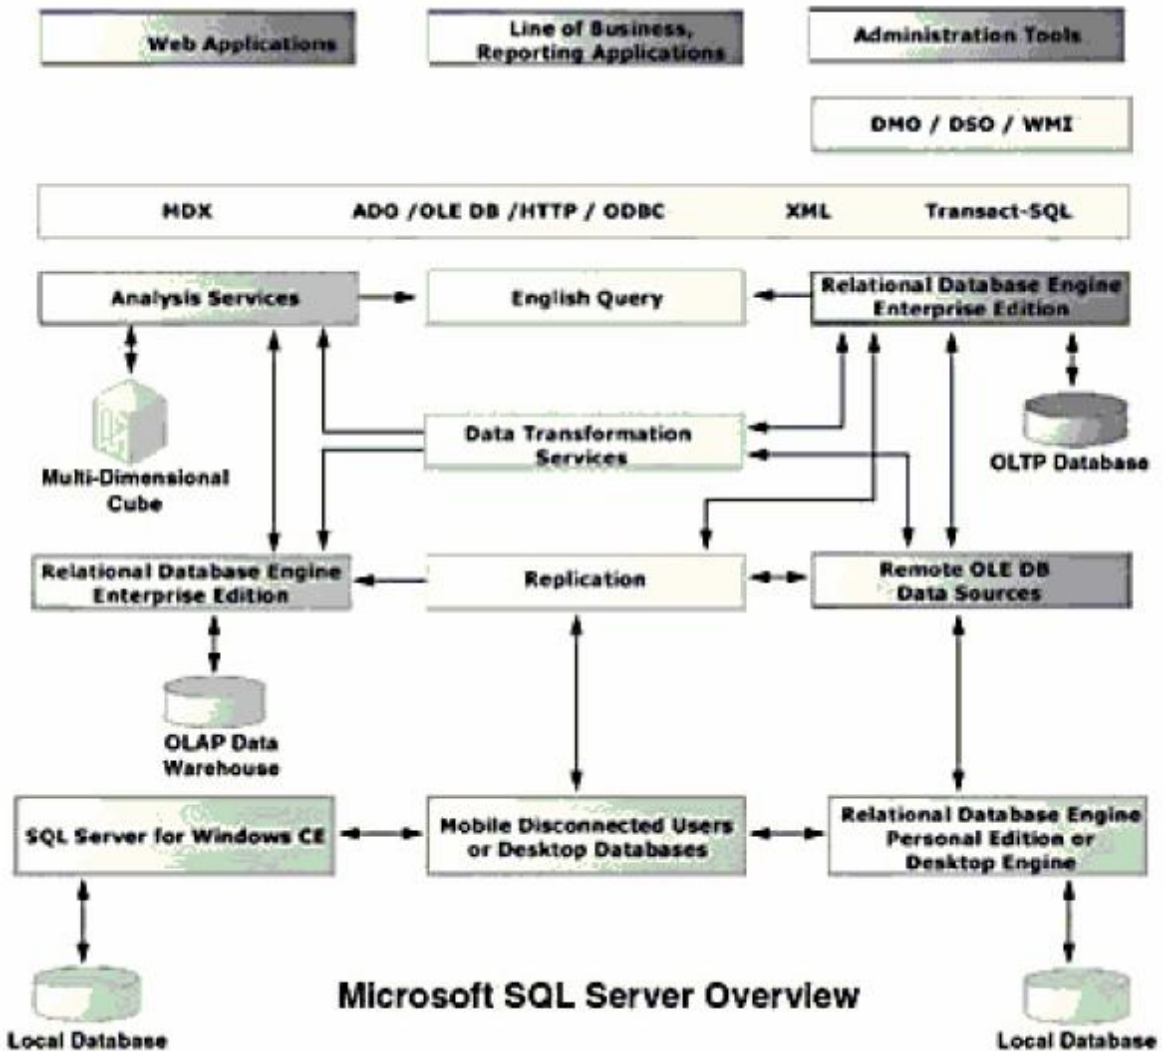 Web Applications
Line of Business,
Reporting Applications
Administration Tools
DMO / DSO / WMI
MDX
ADO /OLE DB /HTTP / ODBC
XML
Transact-SQL
Analysis Services
English Query
Relational Database Engine
Enterprise Edition
Multi-Dimensional
Cube
Data Transformation
Services
OLTP Database
Relational Database Engine
Enterprise Edition
Replication
Remote OLE DB
Data Sources
OLAP Data
Warehouse
SQL Server for Windows CE
Mobile Disconnected Users
or Desktop Databases
Relational Database Engine
Personal Edition or
Desktop Engine
Local Database
Microsoft SQL Server Overview
Local Database